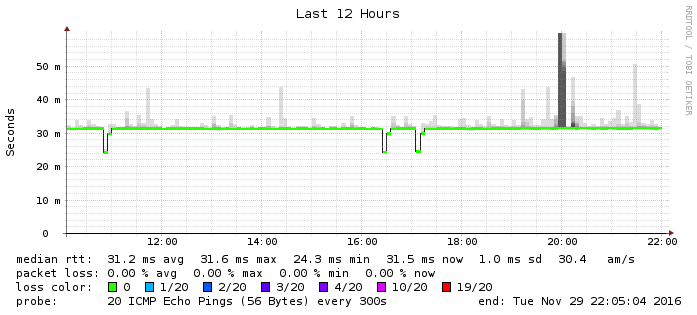 Last 12 Hours
RRDTOOL / TOBI OETIKER
Seconds
50 m
40 m
30 m
20 m
10 m
0
12:00 14:00 16:00 18:00 20:00 22:00
median rtt: 31.2 ms avg 31.6 ms max 24.3 ms min 31.5 ms now 1.0 ms sd 30.4 am/s
packet loss: 0.00 % avg 0.00 % max 0.00 % min 0.00 % now
loss color: 0 1/20 2/20 3/20 4/20 10/20 19/20
probe: 20 ICMP Echo Pings (56 Bytes) every 300s end: Tue Nov 29 22:05:04 2016